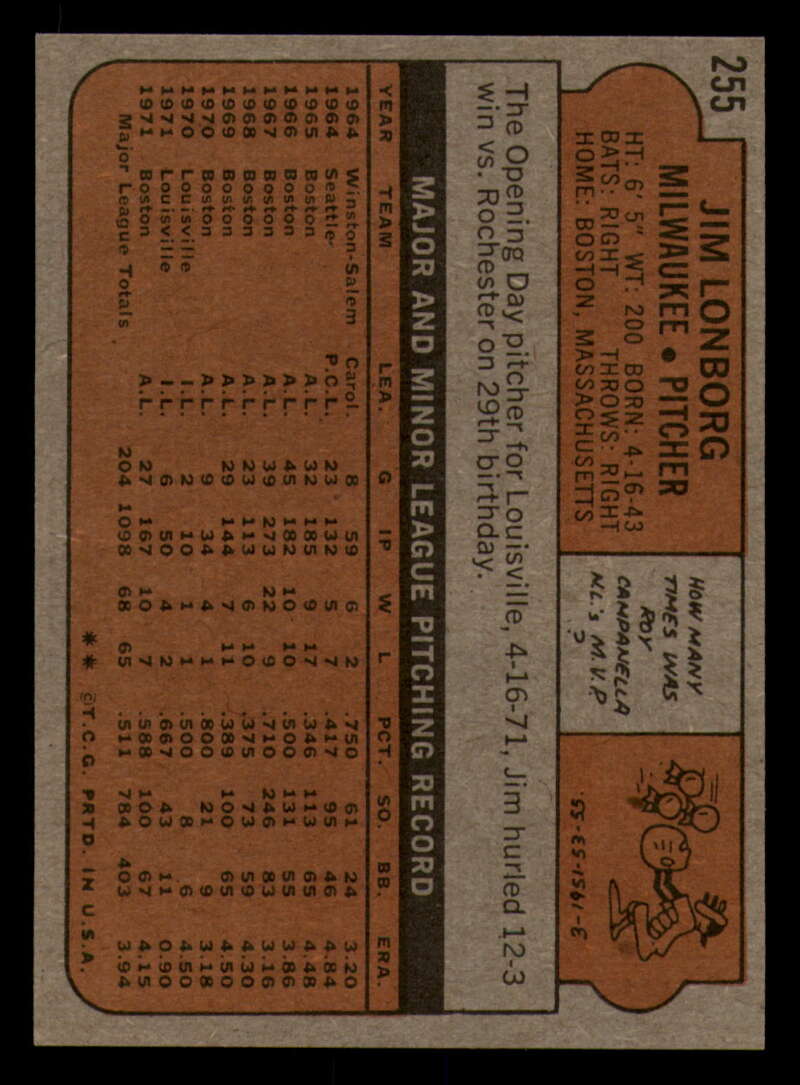 255
JIM LONBORG
MILWAUKEE • PITCHER
HT: 6' 5" WT: 200 BORN: 4-16-43
BATS: RIGHT THROWS: RIGHT
HOME: BOSTON, MASSACHUSETTS
HOW MANY
TIMES WAS
ROY
CAMPANELLA
N.L.'s M.V.P
?
3-1951-53-55
The Opening Day pitcher for Louisville, 4-16-71, Jim hurled 12-3
win vs. Rochester on 29th birthday.
MAJOR AND MINOR LEAGUE PITCHING RECORD
YEAR TEAM LEA. G IP W L PCT. SO. BB. ERA.
1964 Winston-Salem Carol. 8 59 6 2 .750 61 24 3.20
1964 Seattle P.C.L. 23 132 5 7 .417 95 46 4.84
1965 Boston A.L. 32 185 9 17 .346 113 65 4.48
1966 Boston A.L. 45 182 10 10 .500 131 55 3.86
1967 Boston A.L. 39 273 22 9 .710 246 83 3.16
1968 Boston A.L. 23 113 6 10 .375 73 59 4.30
1969 Boston A.L. 29 144 7 11 .389 100 65 4.50
1970 Boston A.L. 9 34 4 1 .800 21 9 3.18
1970 Louisville I.L. 2 10 1 1 .500 8 6 4.50
1971 Louisville I.L. 6 50 4 2 .667 43 11 0.90
1971 Boston A.L. 27 167 10 7 .588 100 67 4.15
Major League Totals 204 1098 68 65 .511 784 403 3.94
** ©T.C.G. PRTD. IN U.S.A.